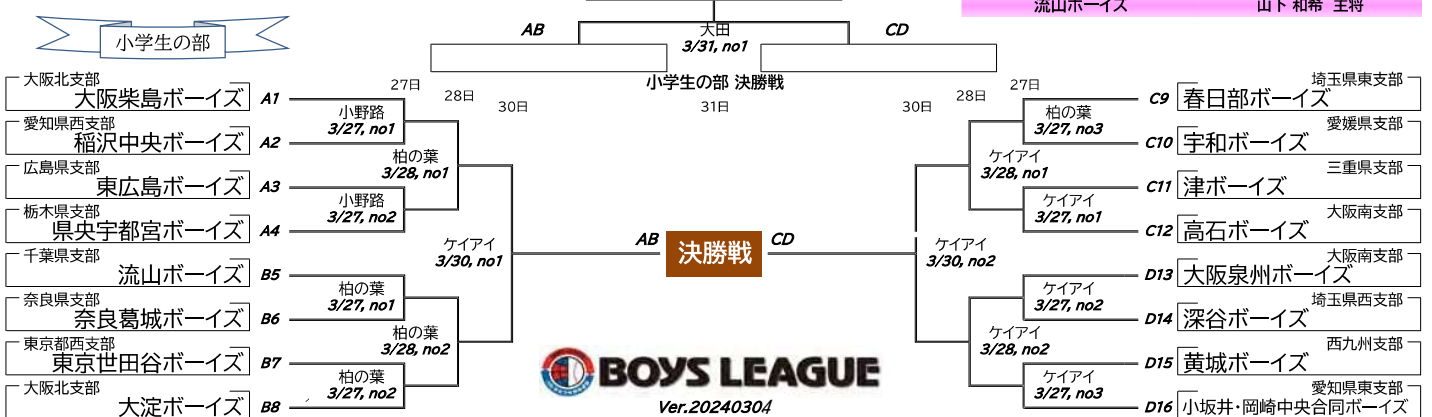 流山ボーイズ 山下 和希 主将
小学生の部
AB 大田 CD
3/31, no1
小学生の部 決勝戦
27日 28日 30日 31日 30日 28日 27日
大阪北支部
大阪柴島ボーイズ A1
愛知県西支部
稲沢中央ボーイズ A2
小野路
3/27, no1
広島県支部
東広島ボーイズ A3
栃木県支部
県央宇都宮ボーイズ A4
小野路
3/27, no2
柏の葉
3/28, no1
千葉県支部
流山ボーイズ B5
奈良県支部
奈良葛城ボーイズ B6
柏の葉
3/27, no1
東京都西支部
東京世田谷ボーイズ B7
大阪北支部
大淀ボーイズ B8
柏の葉
3/27, no2
柏の葉
3/28, no2
ケイアイ
3/30, no1
AB 決勝戦 CD
埼玉県東支部
C9 春日部ボーイズ
愛媛県支部
C10 宇和ボーイズ
柏の葉
3/27, no3
三重県支部
C11 津ボーイズ
大阪南支部
C12 高石ボーイズ
ケイアイ
3/27, no1
ケイアイ
3/28, no1
大阪南支部
D13 大阪泉州ボーイズ
埼玉県西支部
D14 深谷ボーイズ
ケイアイ
3/27, no2
西九州支部
D15 黄城ボーイズ
愛知県東支部
D16 小坂井・岡崎中央合同ボーイズ
ケイアイ
3/27, no3
ケイアイ
3/28, no2
ケイアイ
3/30, no2
BOYS LEAGUE
Ver.20240304